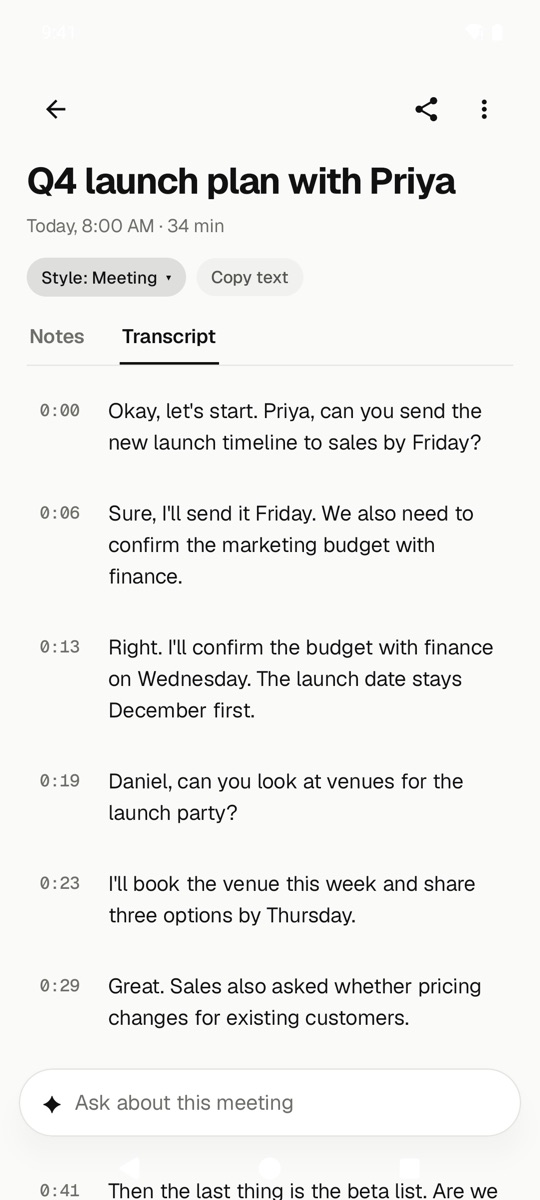 9:41
Q4 launch plan with Priya
Today, 8:00 AM · 34 min
Style: Meeting ▾
Copy text
Notes
Transcript
0:00
Okay, let's start. Priya, can you send the
new launch timeline to sales by Friday?
0:06
Sure, I'll send it Friday. We also need to
confirm the marketing budget with
finance.
0:13
Right. I'll confirm the budget with finance
on Wednesday. The launch date stays
December first.
0:19
Daniel, can you look at venues for the
launch party?
0:23
I'll book the venue this week and share
three options by Thursday.
0:29
Great. Sales also asked whether pricing
changes for existing customers.
Ask about this meeting
0:41
Then the last thing is the beta list. Are we